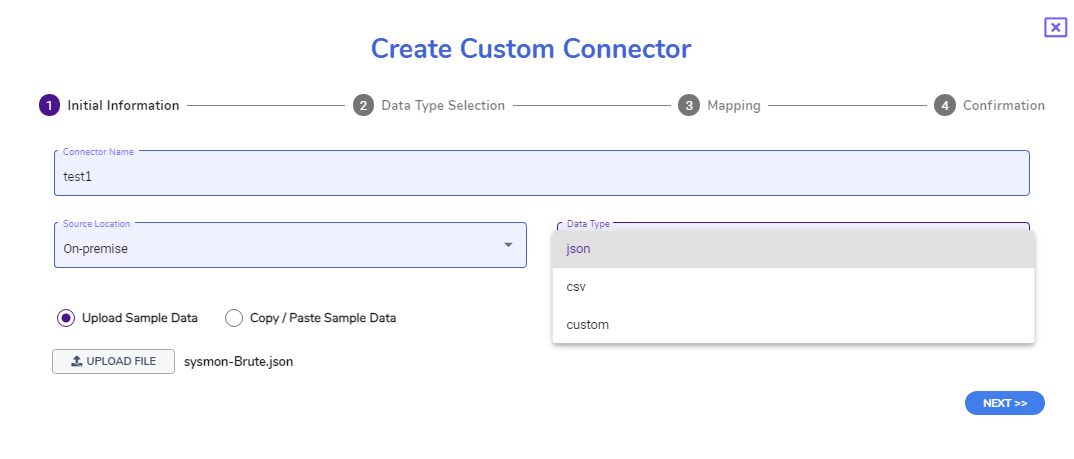 Create Custom Connector
1 Initial Information 2 Data Type Selection 3 Mapping 4 Confirmation
Connector Name
test1
Source Location
On-premise
Data Type
json
csv
custom
Upload Sample Data Copy / Paste Sample Data
UPLOAD FILE sysmon-Brute.json
NEXT >>